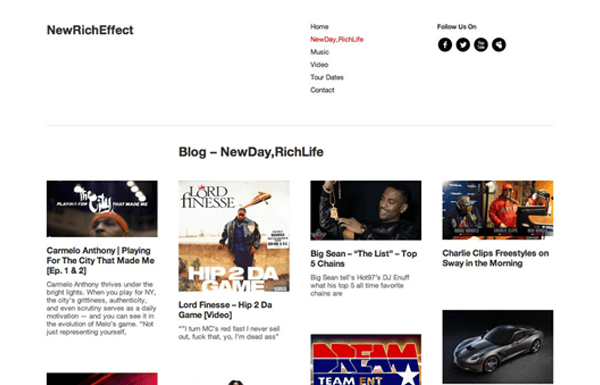 NewRichEffect
Home
NewDay,RichLife
Music
Video
Tour Dates
Contact
Follow Us On
You
Tube
Blog – NewDay,RichLife
PLAYING FOR
The
City
THAT MADE ME
Carmelo Anthony | Playing
For The City That Made Me
[Ep. 1 & 2]
Carmelo Anthony thrives under the
bright lights. When you play for NY,
the city's grittiness, authenticity,
and even scrutiny serves as a daily
motivation — and you can see it
in the evolution of Melo's game. "Not
just representing yourself,
LORD
FINESSE
HIP 2 DA
GAME
Lord Finesse – Hip 2 Da
Game [Video]
""I turn MC's red fast I never sell
out, fuck that, yo, I'm dead ass"
Big Sean – "The List" – Top
5 Chains
Big Sean tell's Hot97's DJ Enuff
what his top 5 all time favorite
chains are
DREAM
TEAM ENT
Charlie Clips Freestyles on
Sway in the Morning